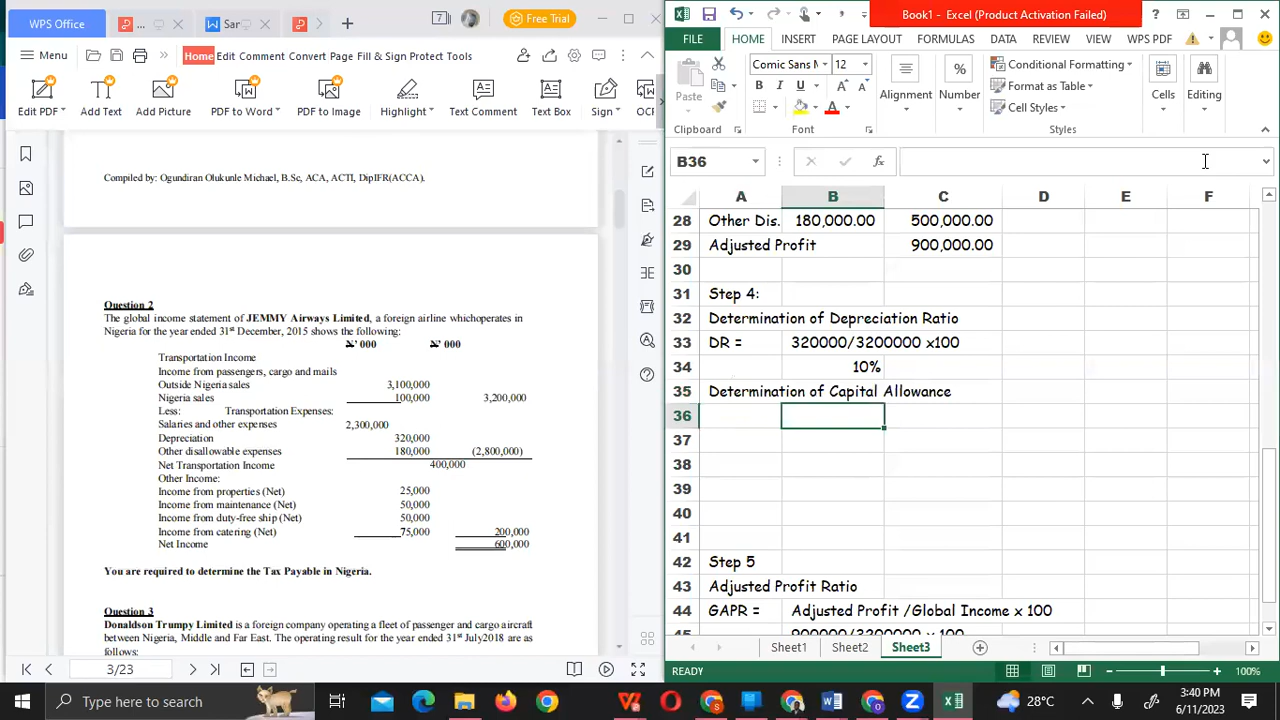 WPS Office
...
Sar
7
Free Trial
Menu
Home Edit Comment Convert Page Fill & Sign Protect Tools
Edit PDF
Add Text
Add Picture
PDF to Word
PDF to Image
Highlight
Text Comment
Text Box
Sign
OCF
Compiled by: Ogundiran Olukunle Michael, B.Sc, ACA, ACTI, DipIFR(ACCA).
Question 2
The global income statement of JEMMY Airways Limited, a foreign airline whichoperates in
Nigeria for the year ended 31st December, 2015 shows the following:
₦' 000 ₦' 000
Transportation Income
Income from passengers, cargo and mails
Outside Nigeria sales 3,100,000
Nigeria sales 100,000 3,200,000
Less: Transportation Expenses:
Salaries and other expenses 2,300,000
Depreciation 320,000
Other disallowable expenses 180,000 (2,800,000)
Net Transportation Income 400,000
Other Income:
Income from properties (Net) 25,000
Income from maintenance (Net) 50,000
Income from duty-free ship (Net) 50,000
Income from catering (Net) 75,000 200,000
Net Income 600,000
You are required to determine the Tax Payable in Nigeria.
Question 3
Donaldson Trumpy Limited is a foreign company operating a fleet of passenger and cargo aircraft
between Nigeria, Middle and Far East. The operating result for the year ended 31st July2018 are as
follows:
3/23
Book1 - Excel (Product Activation Failed)
FILE HOME INSERT PAGE LAYOUT FORMULAS DATA REVIEW VIEW WPS PDF
Paste
Clipboard
Comic Sans M 12
B I U
Font
Alignment
%
Number
Conditional Formatting
Format as Table
Cell Styles
Styles
Cells
Editing
B36
fx
A B C D E F
28 Other Dis. 180,000.00 500,000.00
29 Adjusted Profit 900,000.00
30
31 Step 4:
32 Determination of Depreciation Ratio
33 DR = 320000/3200000 x100
34 10%
35 Determination of Capital Allowance
36
37
38
39
40
41
42 Step 5
43 Adjusted Profit Ratio
44 GAPR = Adjusted Profit /Global Income x 100
45 900000/3200000 x 100
Sheet1 Sheet2 Sheet3
READY
100%
Type here to search
28°C
3:40 PM
6/11/2023